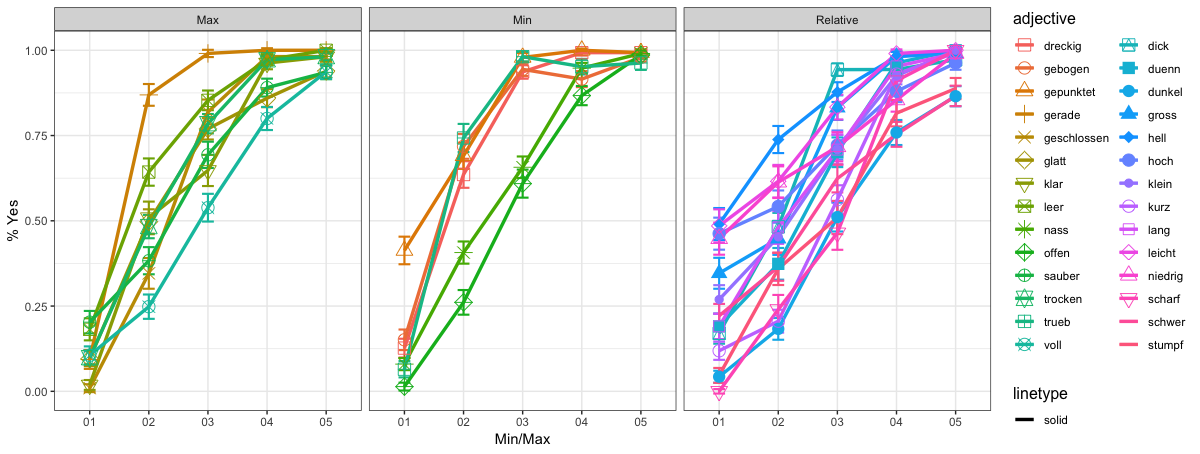 Max Min Relative
% Yes
1.00
0.75
0.50
0.25
0.00
01 02 03 04 05 01 02 03 04 05 01 02 03 04 05
Min/Max
adjective
dreckig
gebogen
gepunktet
gerade
geschlossen
glatt
klar
leer
nass
offen
sauber
trocken
trueb
voll
dick
duenn
dunkel
gross
hell
hoch
klein
kurz
lang
leicht
niedrig
scharf
schwer
stumpf
linetype
solid